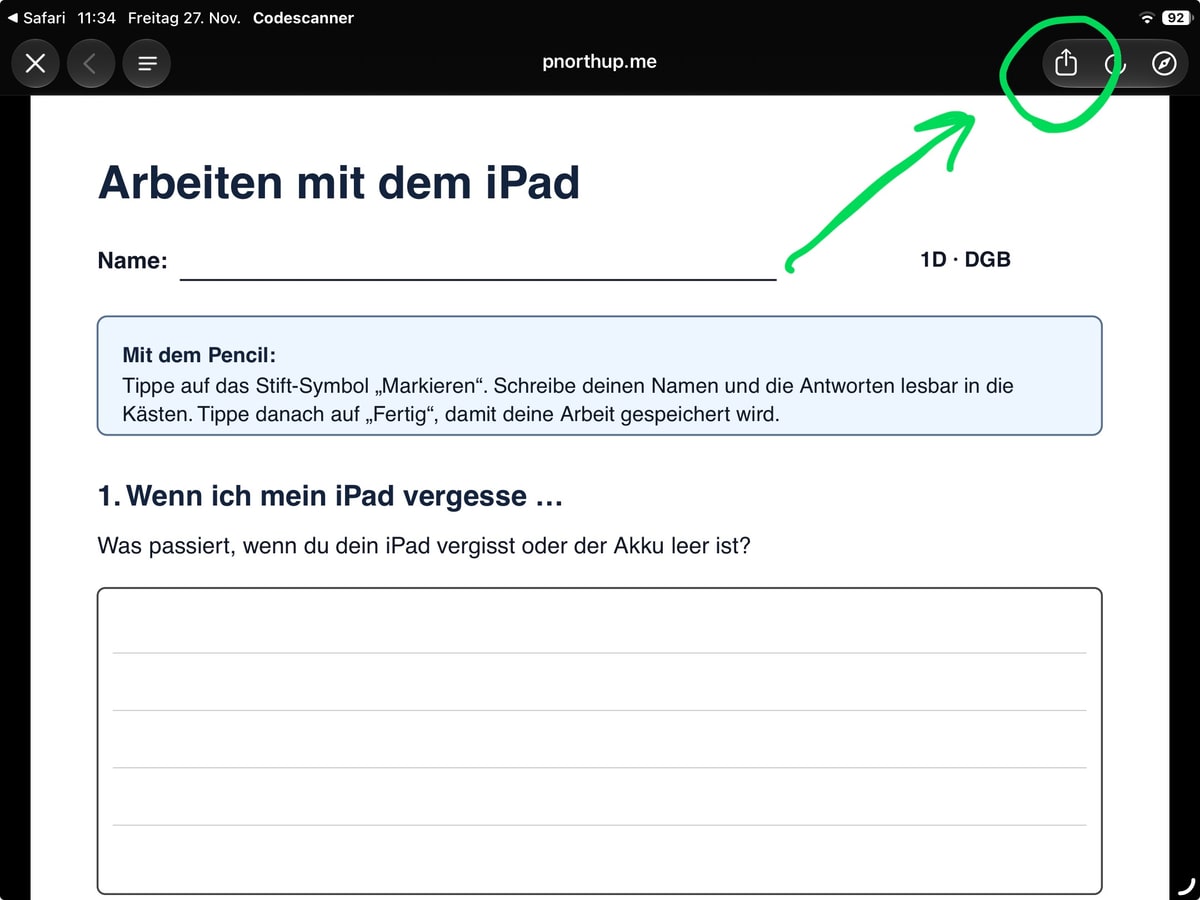 ◀ Safari 11:34 Freitag 27. Nov. Codescanner 92
pnorthup.me
Arbeiten mit dem iPad
Name:
1D · DGB
Mit dem Pencil:
Tippe auf das Stift-Symbol „Markieren“. Schreibe deinen Namen und die Antworten lesbar in die
Kästen. Tippe danach auf „Fertig“, damit deine Arbeit gespeichert wird.
1. Wenn ich mein iPad vergesse …
Was passiert, wenn du dein iPad vergisst oder der Akku leer ist?